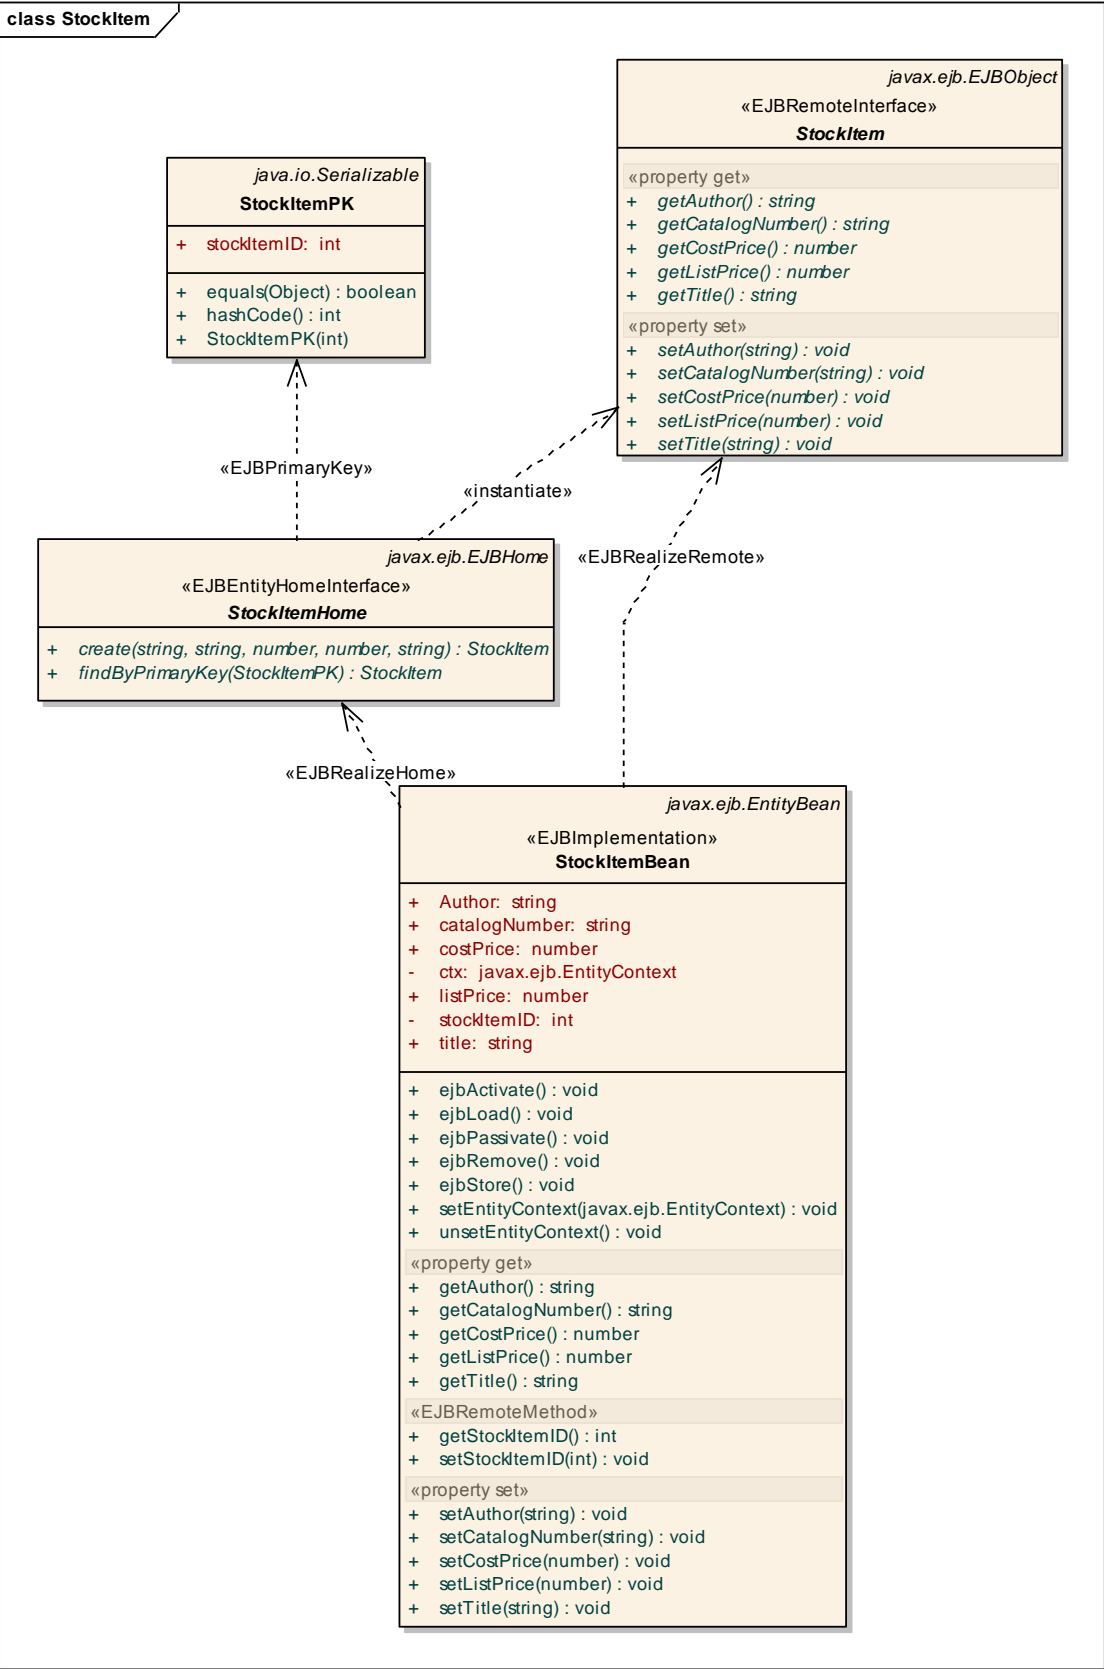 class StockItem
javax.ejb.EJBObject
«EJBRemoteInterface»
StockItem
«property get»
+ getAuthor() : string
+ getCatalogNumber() : string
+ getCostPrice() : number
+ getListPrice() : number
+ getTitle() : string
«property set»
+ setAuthor(string) : void
+ setCatalogNumber(string) : void
+ setCostPrice(number) : void
+ setListPrice(number) : void
+ setTitle(string) : void
java.io.Serializable
StockItemPK
+ stockItemID: int
+ equals(Object) : boolean
+ hashCode() : int
+ StockItemPK(int)
«EJBPrimaryKey»
«instantiate»
«EJBRealizeRemote»
javax.ejb.EJBHome
«EJBEntityHomeInterface»
StockItemHome
+ create(string, string, number, number, string) : StockItem
+ findByPrimaryKey(StockItemPK) : StockItem
«EJBRealizeHome»
javax.ejb.EntityBean
«EJBImplementation»
StockItemBean
+ Author: string
+ catalogNumber: string
+ costPrice: number
- ctx: javax.ejb.EntityContext
+ listPrice: number
- stockItemID: int
+ title: string
+ ejbActivate() : void
+ ejbLoad() : void
+ ejbPassivate() : void
+ ejbRemove() : void
+ ejbStore() : void
+ setEntityContext(javax.ejb.EntityContext) : void
+ unsetEntityContext() : void
«property get»
+ getAuthor() : string
+ getCatalogNumber() : string
+ getCostPrice() : number
+ getListPrice() : number
+ getTitle() : string
«EJBRemoteMethod»
+ getStockItemID() : int
+ setStockItemID(int) : void
«property set»
+ setAuthor(string) : void
+ setCatalogNumber(string) : void
+ setCostPrice(number) : void
+ setListPrice(number) : void
+ setTitle(string) : void